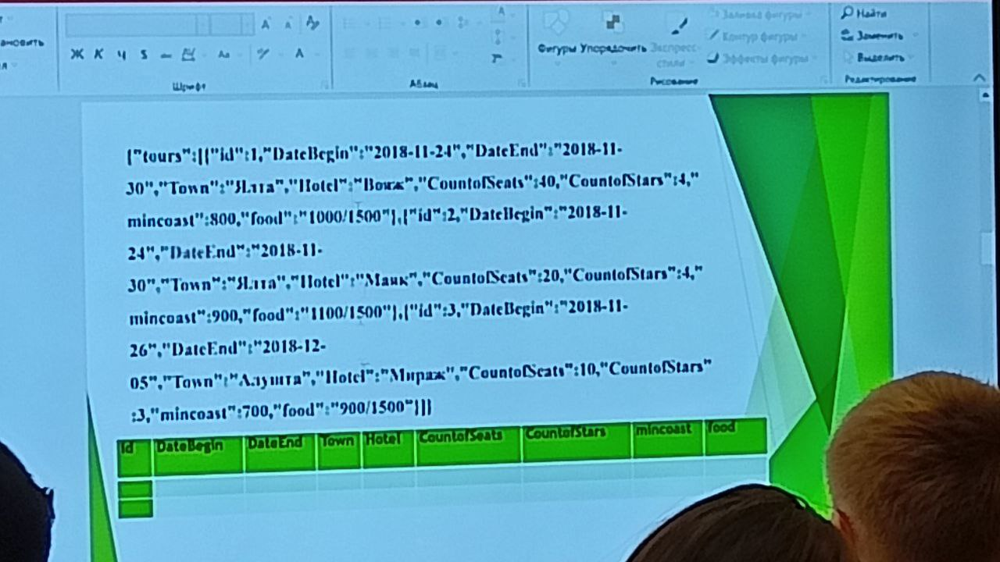 ановить
Ж К Ч S abc Aa А
Фигуры Упорядочить Экспресс-
стили
Заливка фигуры
Контур фигуры
Эффекты фигуры
Найти
Заменить
Выделить
Шрифт
Абзац
Рисование
Редактирование
{"tours":[{"id":1,"DateBegin":"2018-11-24","DateEnd":"2018-11-
30","Town":"Ялта","Hotel":"Вояж","CountofSeats":40,"CountofStars":4,"
mincoast":800,"food":"1000/1500"},{"id":2,"DateBegin":"2018-11-
24","DateEnd":"2018-11-
30","Town":"Ялта","Hotel":"Маяк","CountofSeats":20,"CountofStars":4,"
mincoast":900,"food":"1100/1500"},{"id":3,"DateBegin":"2018-11-
26","DateEnd":"2018-12-
05","Town":"Алушта","Hotel":"Мираж","CountofSeats":10,"CountofStars"
:3,"mincoast":700,"food":"900/1500"}]}
Id DateBegin DateEnd Town Hotel CountofSeats CountofStars mincoast food